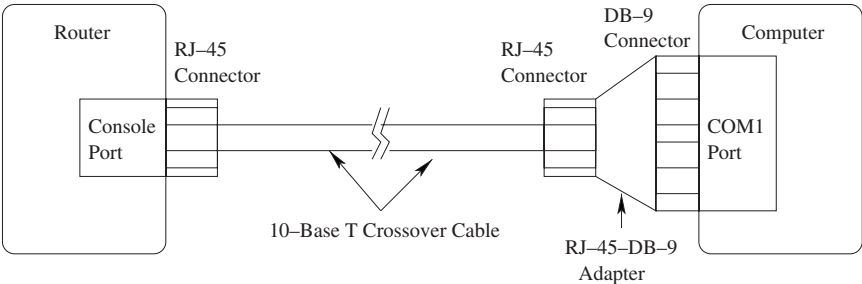 Router
RJ–45
Connector
Console
Port
10–Base T Crossover Cable
RJ–45
Connector
DB–9
Connector
RJ–45–DB–9
Adapter
Computer
COM1
Port